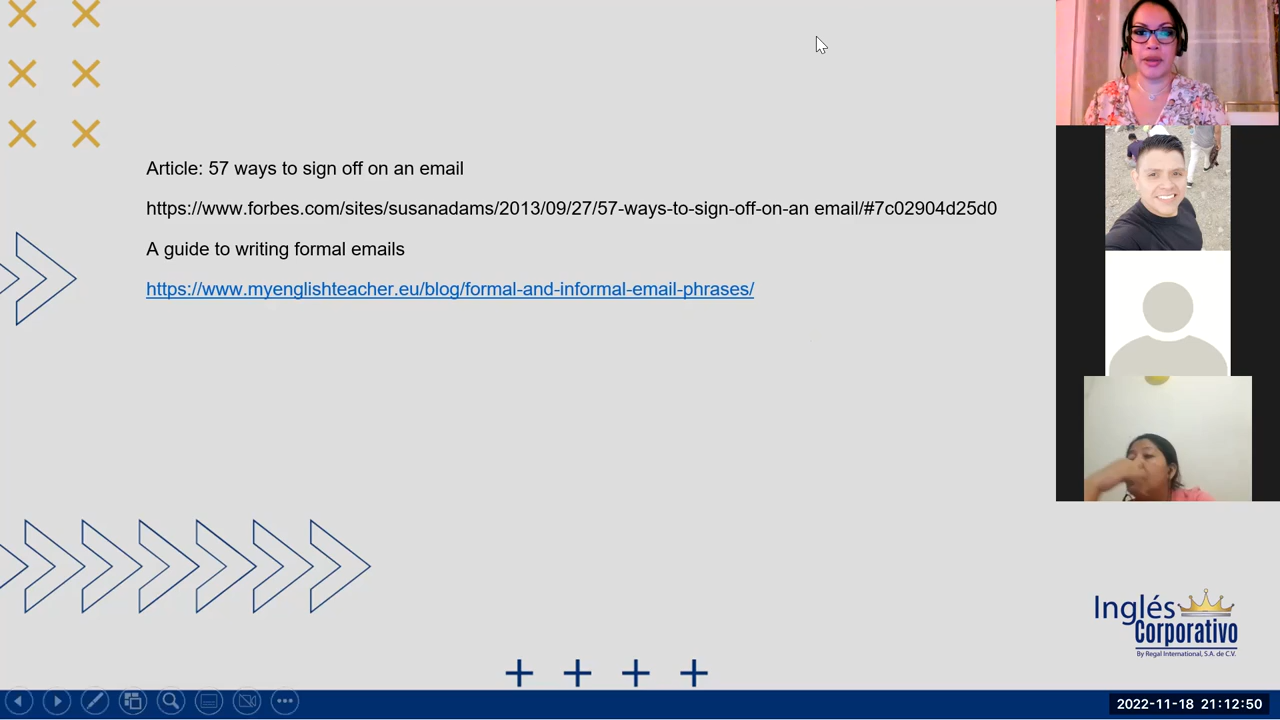 Article: 57 ways to sign off on an email
https://www.forbes.com/sites/susanadams/2013/09/27/57-ways-to-sign-off-on-an email/#7c02904d25d0
A guide to writing formal emails
https://www.myenglishteacher.eu/blog/formal-and-informal-email-phrases/
Inglés
Corporativo
By Regal International, S.A. de C.V.
2022-11-18 21:12:50